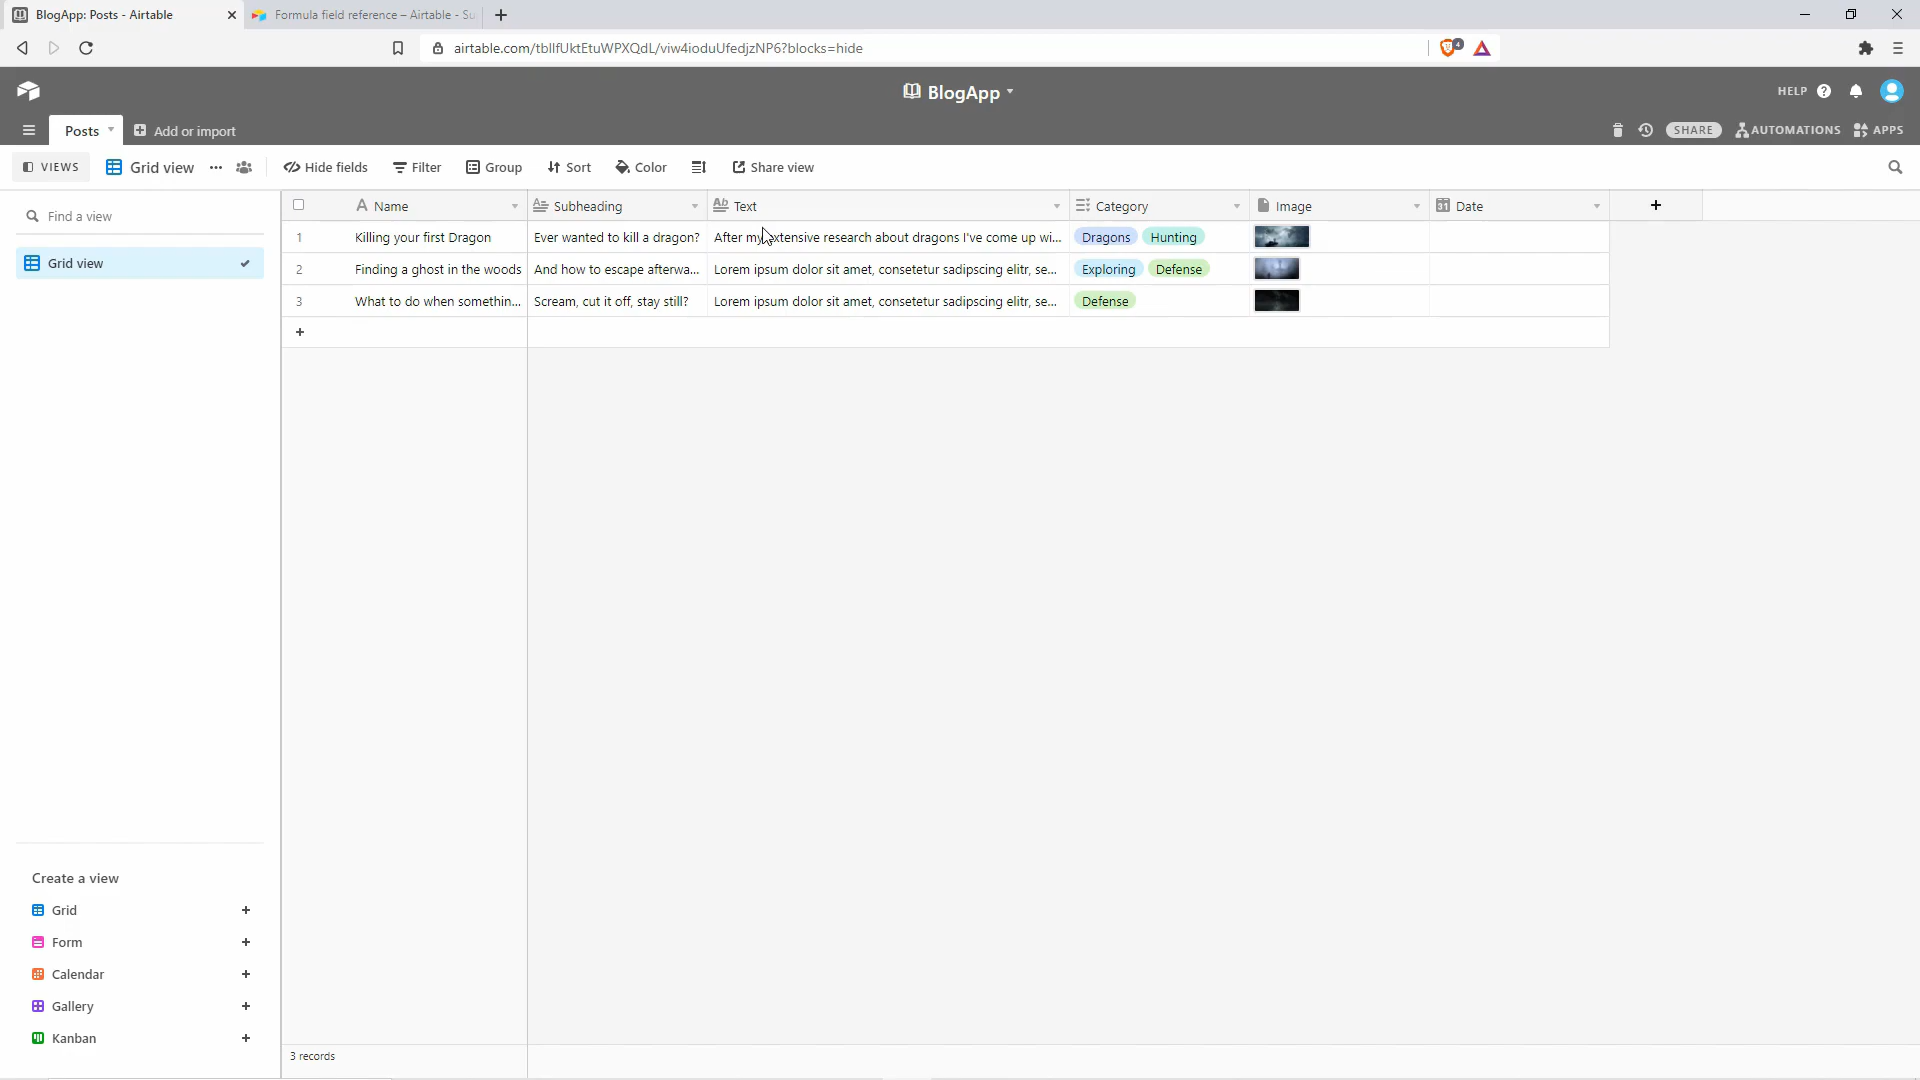 BlogApp: Posts - Airtable
Formula field reference – Airtable - Su
airtable.com/tblIfUktEtuWPXQdL/viw4ioduUfedjzNP6?blocks=hide
4
BlogApp
HELP
Posts
Add or import
SHARE
AUTOMATIONS
APPS
VIEWS
Grid view
Hide fields
Filter
Group
Sort
Color
Share view
Find a view
Grid view
Name
Subheading
Text
Category
Image
31 Date
1 Killing your first Dragon Ever wanted to kill a dragon? After my extensive research about dragons I've come up wi... Dragons Hunting
2 Finding a ghost in the woods And how to escape afterwa... Lorem ipsum dolor sit amet, consetetur sadipscing elitr, se... Exploring Defense
3 What to do when somethin... Scream, cut it off, stay still? Lorem ipsum dolor sit amet, consetetur sadipscing elitr, se... Defense
Create a view
Grid
Form
Calendar
Gallery
Kanban
3 records